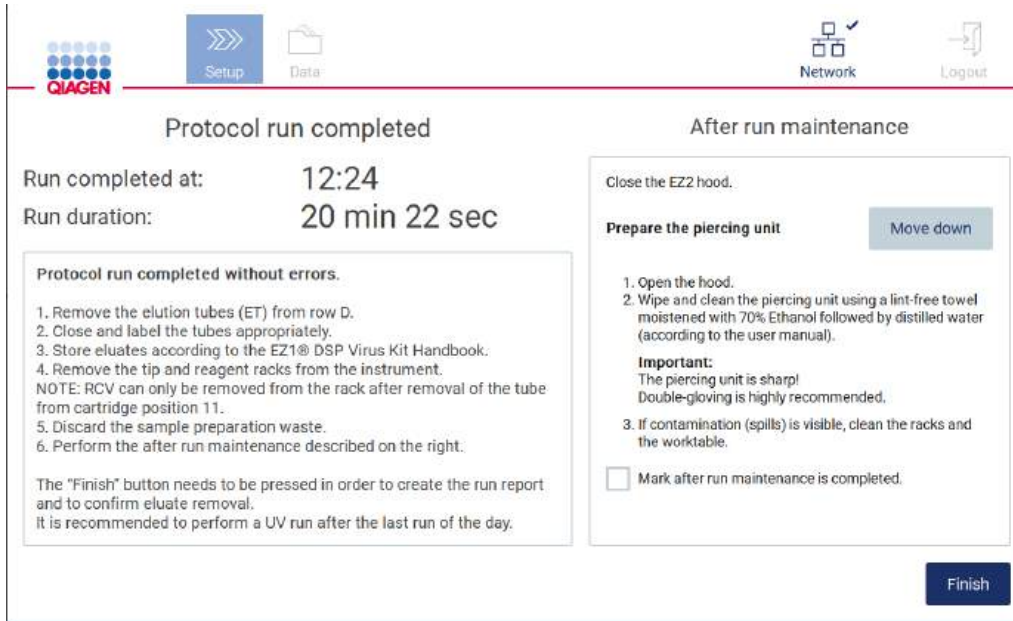 Setup
Data
Network
Logout
QIAGEN
Protocol run completed
Run completed at: 12:24
Run duration: 20 min 22 sec
Protocol run completed without errors.
1. Remove the elution tubes (ET) from row D.
2. Close and label the tubes appropriately.
3. Store eluates according to the EZ1® DSP Virus Kit Handbook.
4. Remove the tip and reagent racks from the instrument.
NOTE: RCV can only be removed from the rack after removal of the tube
from cartridge position 11.
5. Discard the sample preparation waste.
6. Perform the after run maintenance described on the right.
The "Finish" button needs to be pressed in order to create the run report
and to confirm eluate removal.
It is recommended to perform a UV run after the last run of the day.
After run maintenance
Close the EZ2 hood.
Prepare the piercing unit
Move down
1. Open the hood.
2. Wipe and clean the piercing unit using a lint-free towel
moistened with 70% Ethanol followed by distilled water
(according to the user manual).
Important:
The piercing unit is sharp!
Double-gloving is highly recommended.
3. If contamination (spills) is visible, clean the racks and
the worktable.
Mark after run maintenance is completed.
Finish